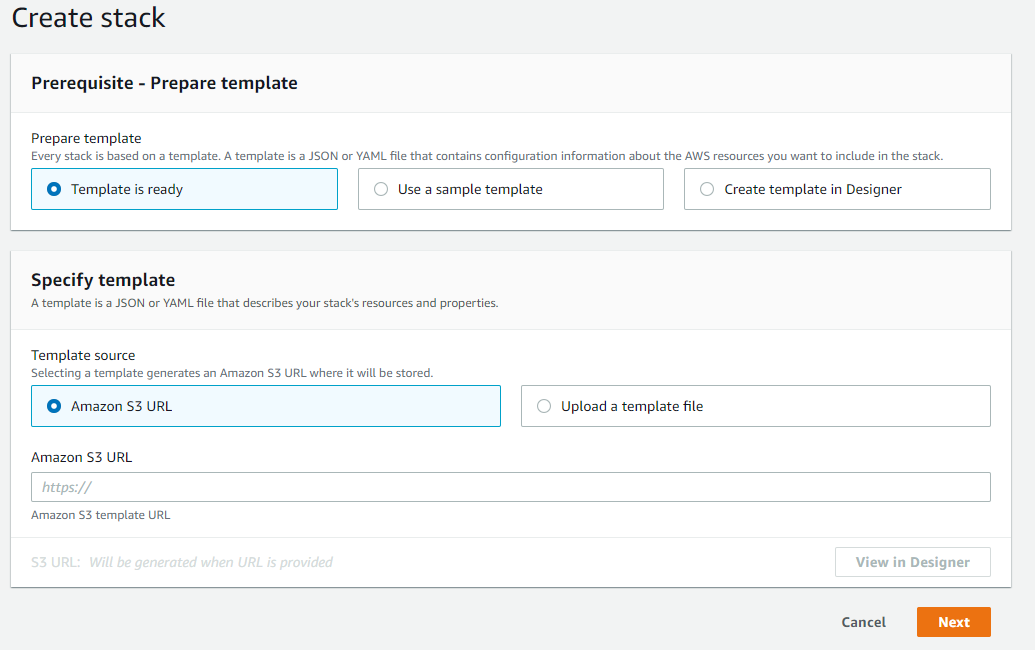 Create stack
Prerequisite - Prepare template
Prepare template
Every stack is based on a template. A template is a JSON or YAML file that contains configuration information about the AWS resources you want to include in the stack.
Template is ready
Use a sample template
Create template in Designer
Specify template
A template is a JSON or YAML file that describes your stack's resources and properties.
Template source
Selecting a template generates an Amazon S3 URL where it will be stored.
Amazon S3 URL
Upload a template file
Amazon S3 URL
https://
Amazon S3 template URL
S3 URL: Will be generated when URL is provided
View in Designer
Cancel
Next